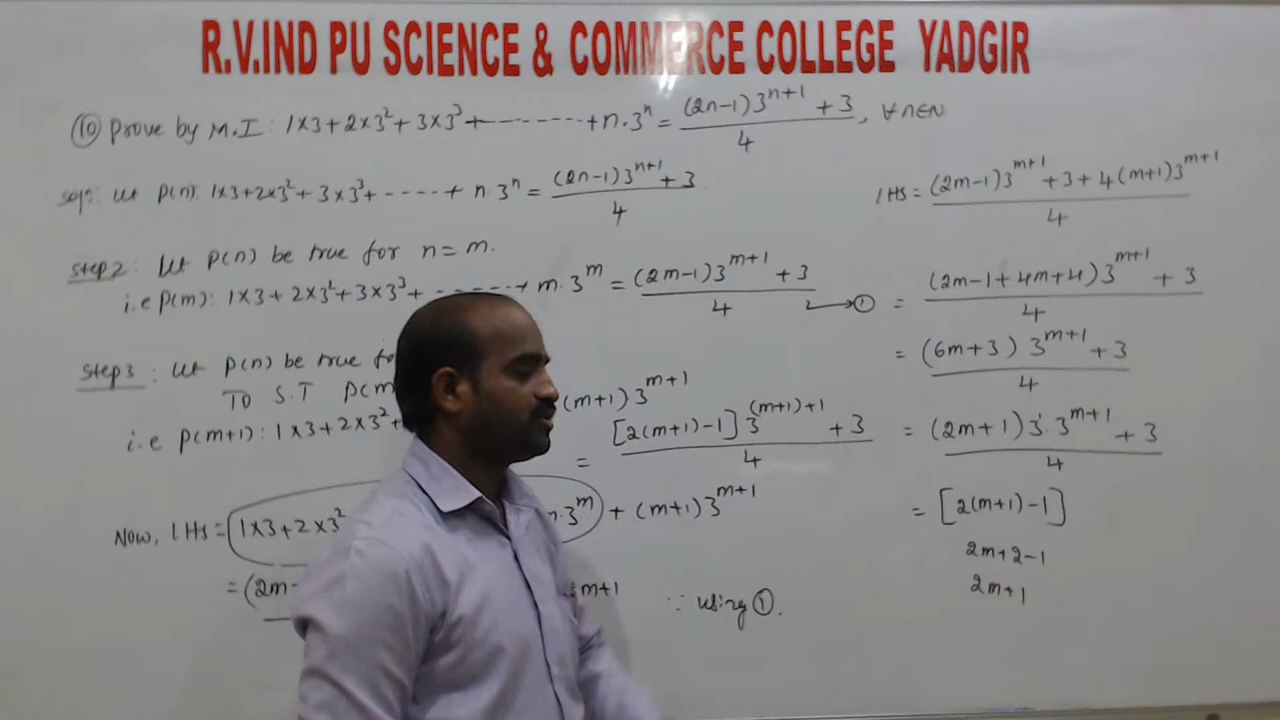 R.V.IND PU SCIENCE & COMMERCE COLLEGE YADGIR
(10) Prove by M.I: 1×3+2×3²+3×3³+-------+n.3ⁿ = ((2n-1)3ⁿ⁺¹+3)/4, ∀n∈N
Solⁿ: Let P(n): 1×3+2×3²+3×3³+-----+ n 3ⁿ = ((2n-1)3ⁿ⁺¹+3)/4
Step2: Let P(n) be true for n=m.
i.e P(m): 1×3+2×3²+3×3³+-------+ m.3ᵐ = ((2m-1)3ᵐ⁺¹+3)/4 → ①
Step3: Let P(n) be true
TO S.T P(m
i.e P(m+1): 1×3+2×3²+ (m+1)3ᵐ⁺¹
= ([2(m+1)-1]3⁽ᵐ⁺¹⁾⁺¹+3)/4
Now, LHS = 1×3+2×3² .3ᵐ + (m+1)3ᵐ⁺¹
= (2m- m+1 ∵ using ①.
LHS = ((2m-1)3ᵐ⁺¹+3+4(m+1)3ᵐ⁺¹)/4
= ((2m-1+4m+4)3ᵐ⁺¹+3)/4
= ((6m+3)3ᵐ⁺¹+3)/4
= ((2m+1)3¹.3ᵐ⁺¹+3)/4
= [2(m+1)-1]
2m+2-1
2m+1